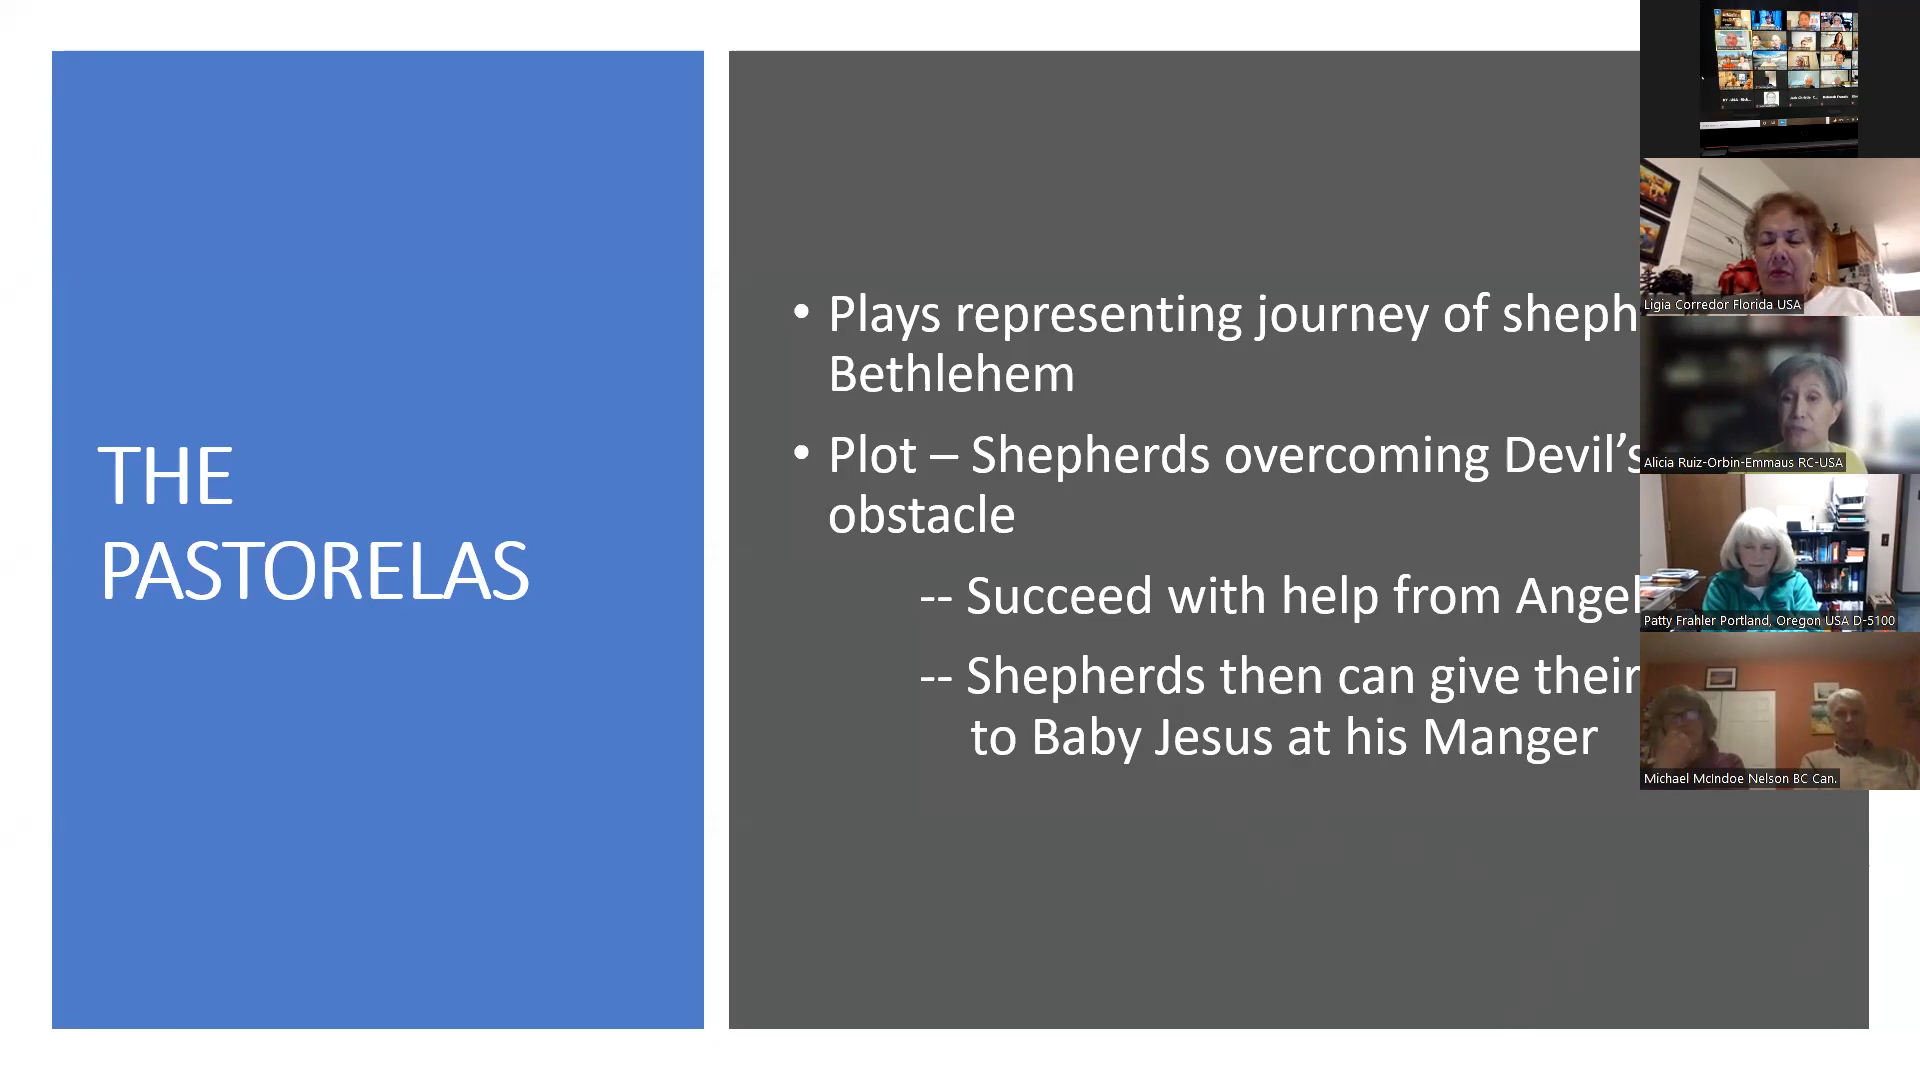 THE
PASTORELAS
• Plays representing journey of sheph
Bethlehem
• Plot – Shepherds overcoming Devil’s
obstacle
-- Succeed with help from Angel
-- Shepherds then can give their
to Baby Jesus at his Manger
Ligia Corredor Florida USA
Alicia Ruiz-Orbin-Emmaus RC-USA
Patty Frahler Portland, Oregon USA D-5100
Michael McIndoe Nelson BC Can.